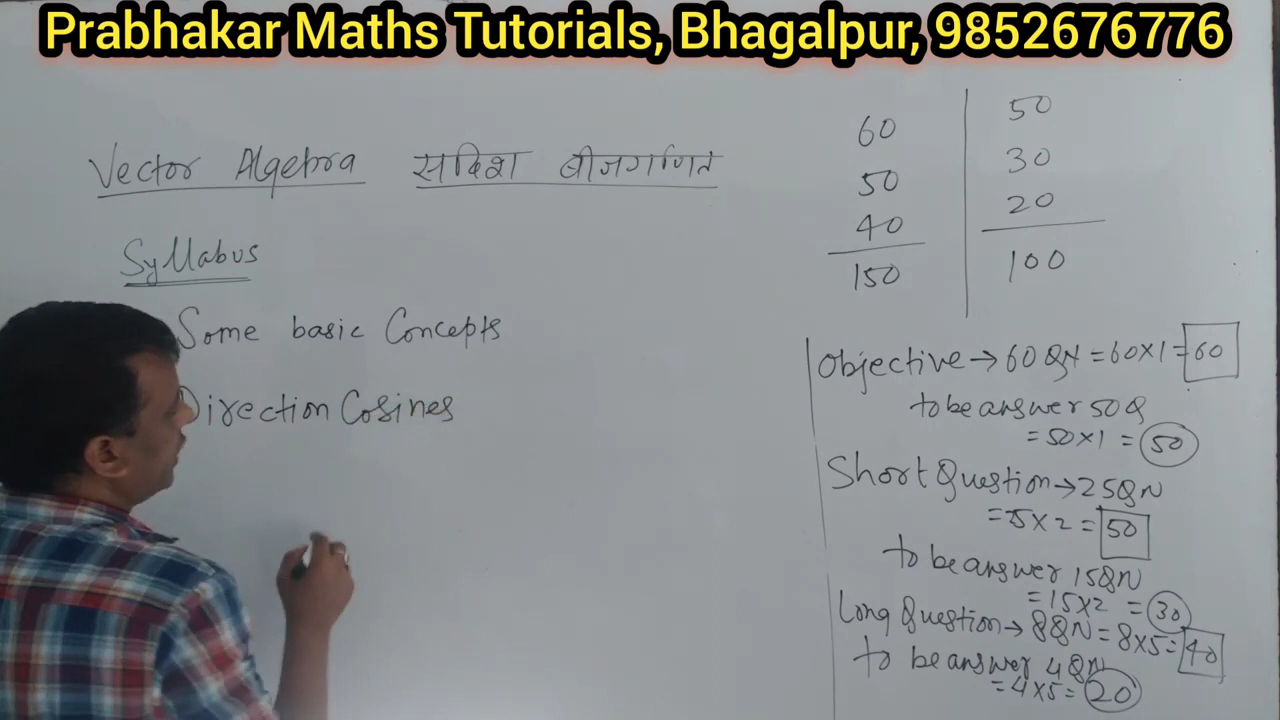 Prabhakar Maths Tutorials, Bhagalpur, 9852676776
Vector Algebra सदिश बीजगणित
Syllabus
Some basic Concepts
Direction Cosines
60
50
40
150
50
30
20
100
Objective → 60 QN = 60×1 = 60
to be answer 50 Q
= 50×1 = 50
Short Question → 25 QN
= 25×2 = 50
to be answer 15 QN
= 15×2 = 30
Long Question → 8 QN = 8×5 = 40
to be answer 4 QN
= 4×5 = 20